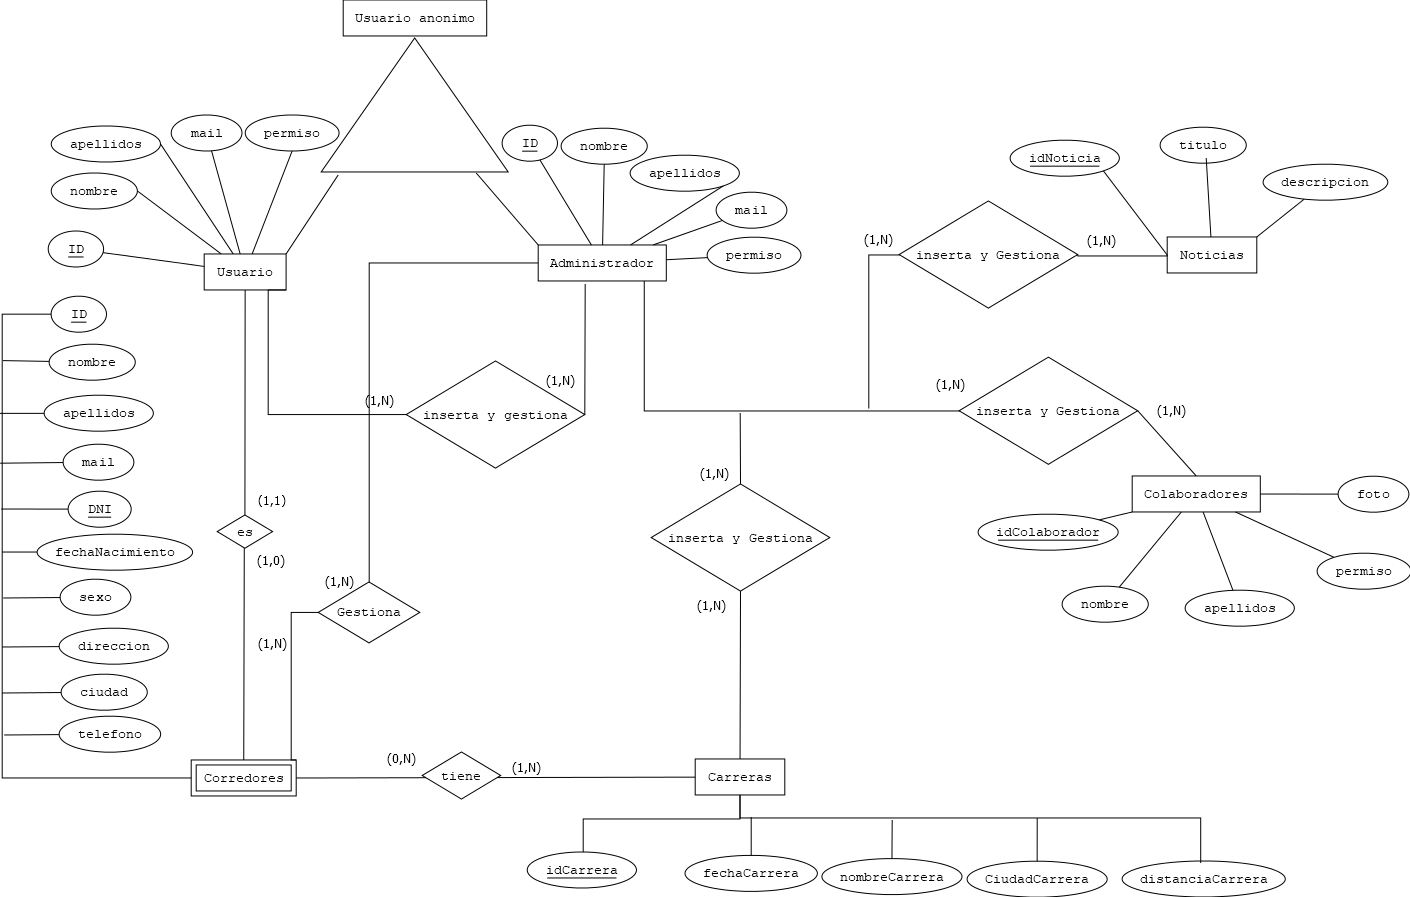 Usuario anonimo
apellidos
mail
permiso
nombre
ID
Usuario
ID
nombre
apellidos
mail
permiso
Administrador
idNoticia
titulo
descripcion
Noticias
(1,N)
inserta y Gestiona
(1,N)
ID
nombre
apellidos
mail
DNI
fechaNacimiento
sexo
direccion
ciudad
telefono
(1,N)
inserta y gestiona
(1,N)
(1,N)
inserta y Gestiona
(1,N)
Colaboradores
foto
idColaborador
nombre
apellidos
permiso
(1,1)
es
(1,0)
(1,N)
inserta y Gestiona
(1,N)
(1,N)
Gestiona
(1,N)
Corredores
(0,N)
tiene
(1,N)
Carreras
idCarrera
fechaCarrera
nombreCarrera
CiudadCarrera
distanciaCarrera